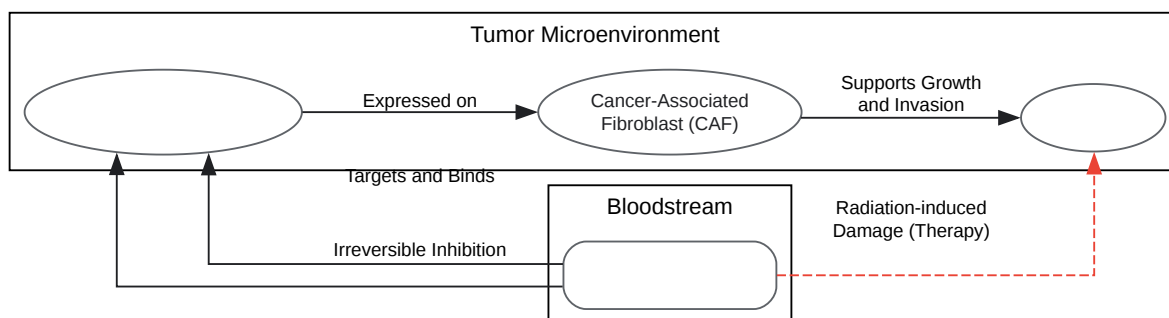 Tumor Microenvironment
Expressed on
Cancer-Associated
Fibroblast (CAF)
Supports Growth
and Invasion
Targets and Binds
Bloodstream
Radiation-induced
Damage (Therapy)
Irreversible Inhibition